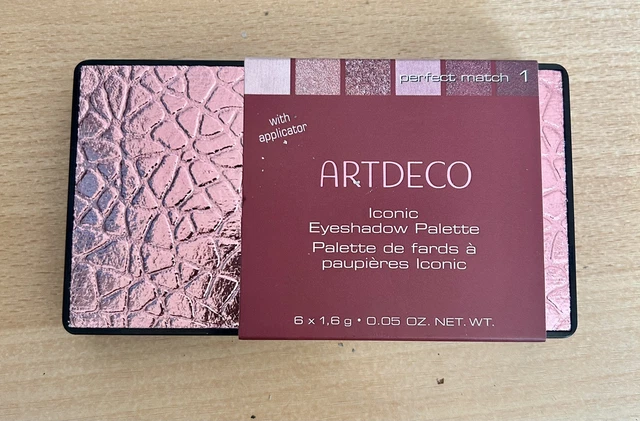 perfect match 1
with
applicator
ARTDECO
Iconic
Eyeshadow Palette
Palette de fards à
paupières Iconic
6 x 1,6 g • 0.05 OZ. NET. WT.